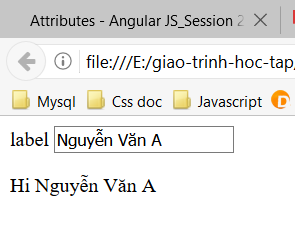 Attributes - Angular JS_Session 2
file:///E:/giao-trinh-hoc-tap/
Mysql Css doc Javascript
label Nguyễn Văn A
Hi Nguyễn Văn A